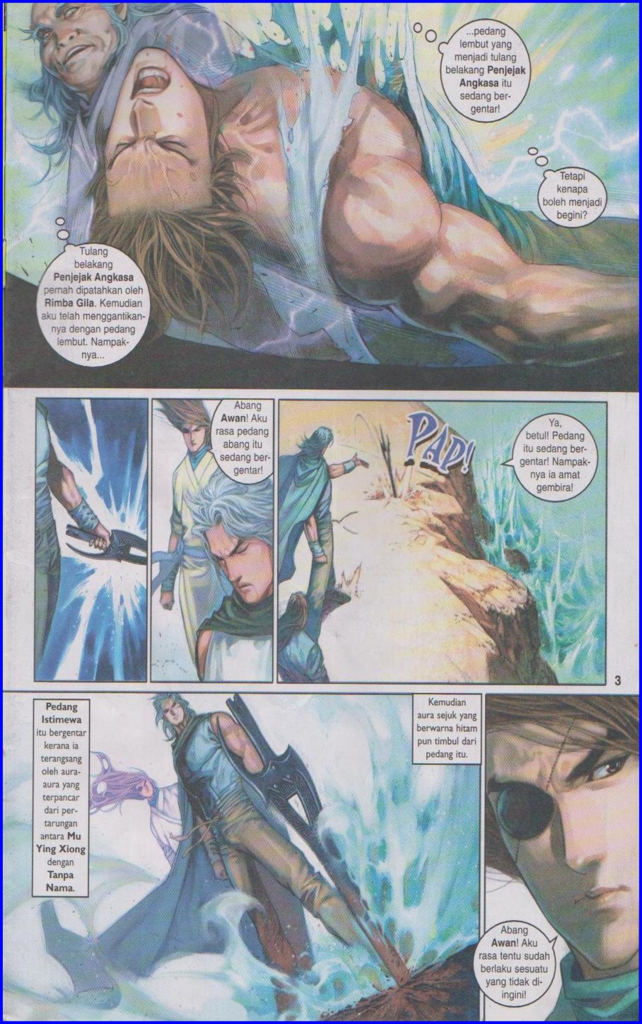 Tulang
belakang
Penjejak Angkasa
pernah dipatahkan oleh
Rimba Gila. Kemudian
aku telah menggantikan-
nya dengan pedang
lembut. Nampak-
nya...
...pedang
lembut yang
menjadi tulang
belakang Penjejak
Angkasa itu
sedang ber-
gentar!
Tetapi
kenapa
boleh menjadi
begini?
Abang
Awan! Aku
rasa pedang
abang itu
sedang ber-
gentar!
PAP!
Ya,
betul! Pedang
itu sedang ber-
gentar! Nampak-
nya ia amat
gembira!
3
Pedang
Istimewa
itu bergentar
kerana ia
terangsang
oleh aura-
aura yang
terpancar
dari per-
tarungan
antara Mu
Ying Xiong
dengan
Tanpa
Nama.
Kemudian
aura sejuk yang
berwarna hitam
pun timbul dari
pedang itu.
Abang
Awan! Aku
rasa tentu sudah
berlaku sesuatu
yang tidak di-
ingini!